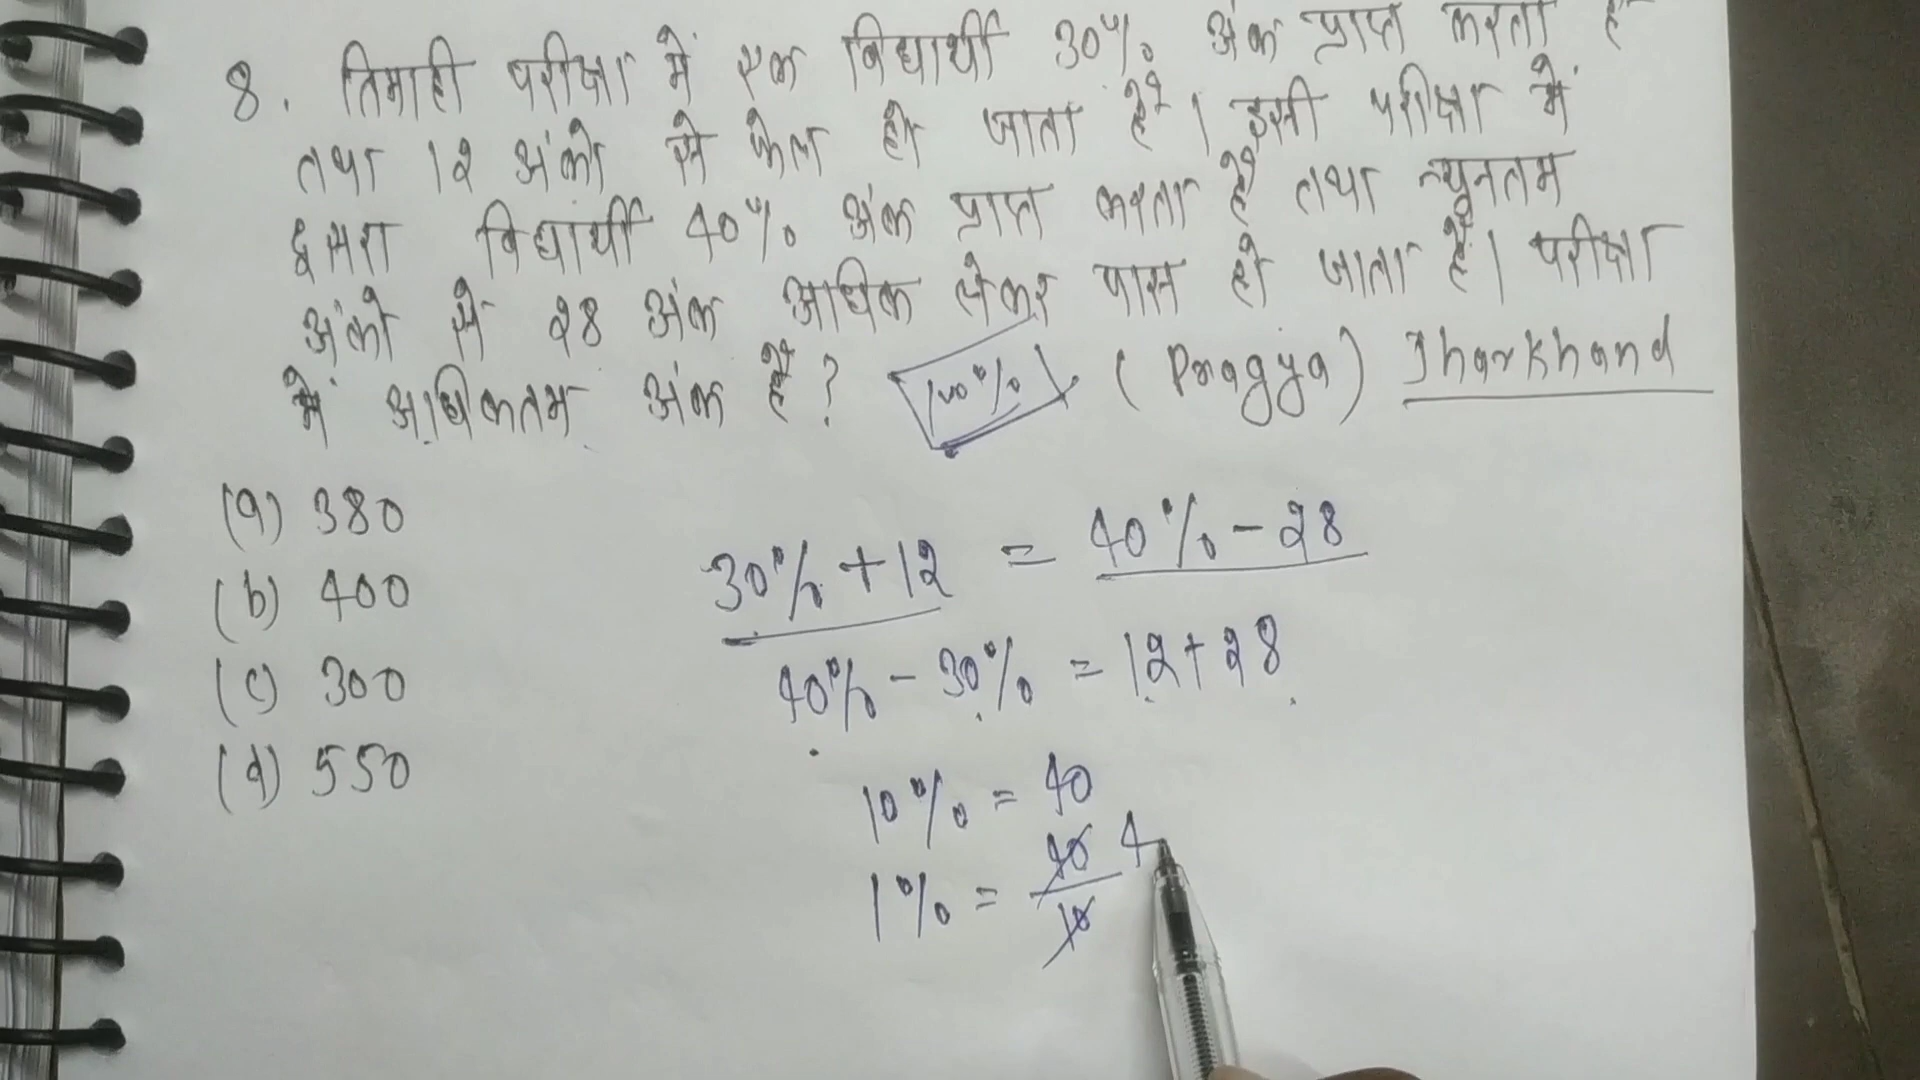 8. तिमाही परीक्षा में एक विद्यार्थी 30% अंक प्राप्त करता है
तथा 12 अंको से फेल हो जाता है। इसी परीक्षा में
दुसरा विद्यार्थी 40% अंक प्राप्त करता है तथा न्युनतम
अंको से 28 अंक अधिक लेकर पास हो जाता है। परीक्षा
में अधिकतम अंक है? 100% (Pragya) Jharkhand
(a) 380
(b) 400
(c) 300
(d) 550
30% + 12 = 40% - 28
40% - 30% = 12 + 28
10% = 40
1% = 40/10 4